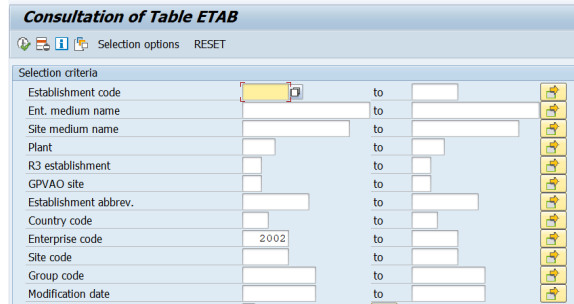 Consultation of Table ETAB
Selection options RESET
Selection criteria
Establishment code to
Ent. medium name to
Site medium name to
Plant to
R3 establishment to
GPVAO site to
Establishment abbrev. to
Country code to
Enterprise code 2002 to
Site code to
Group code to
Modification date to